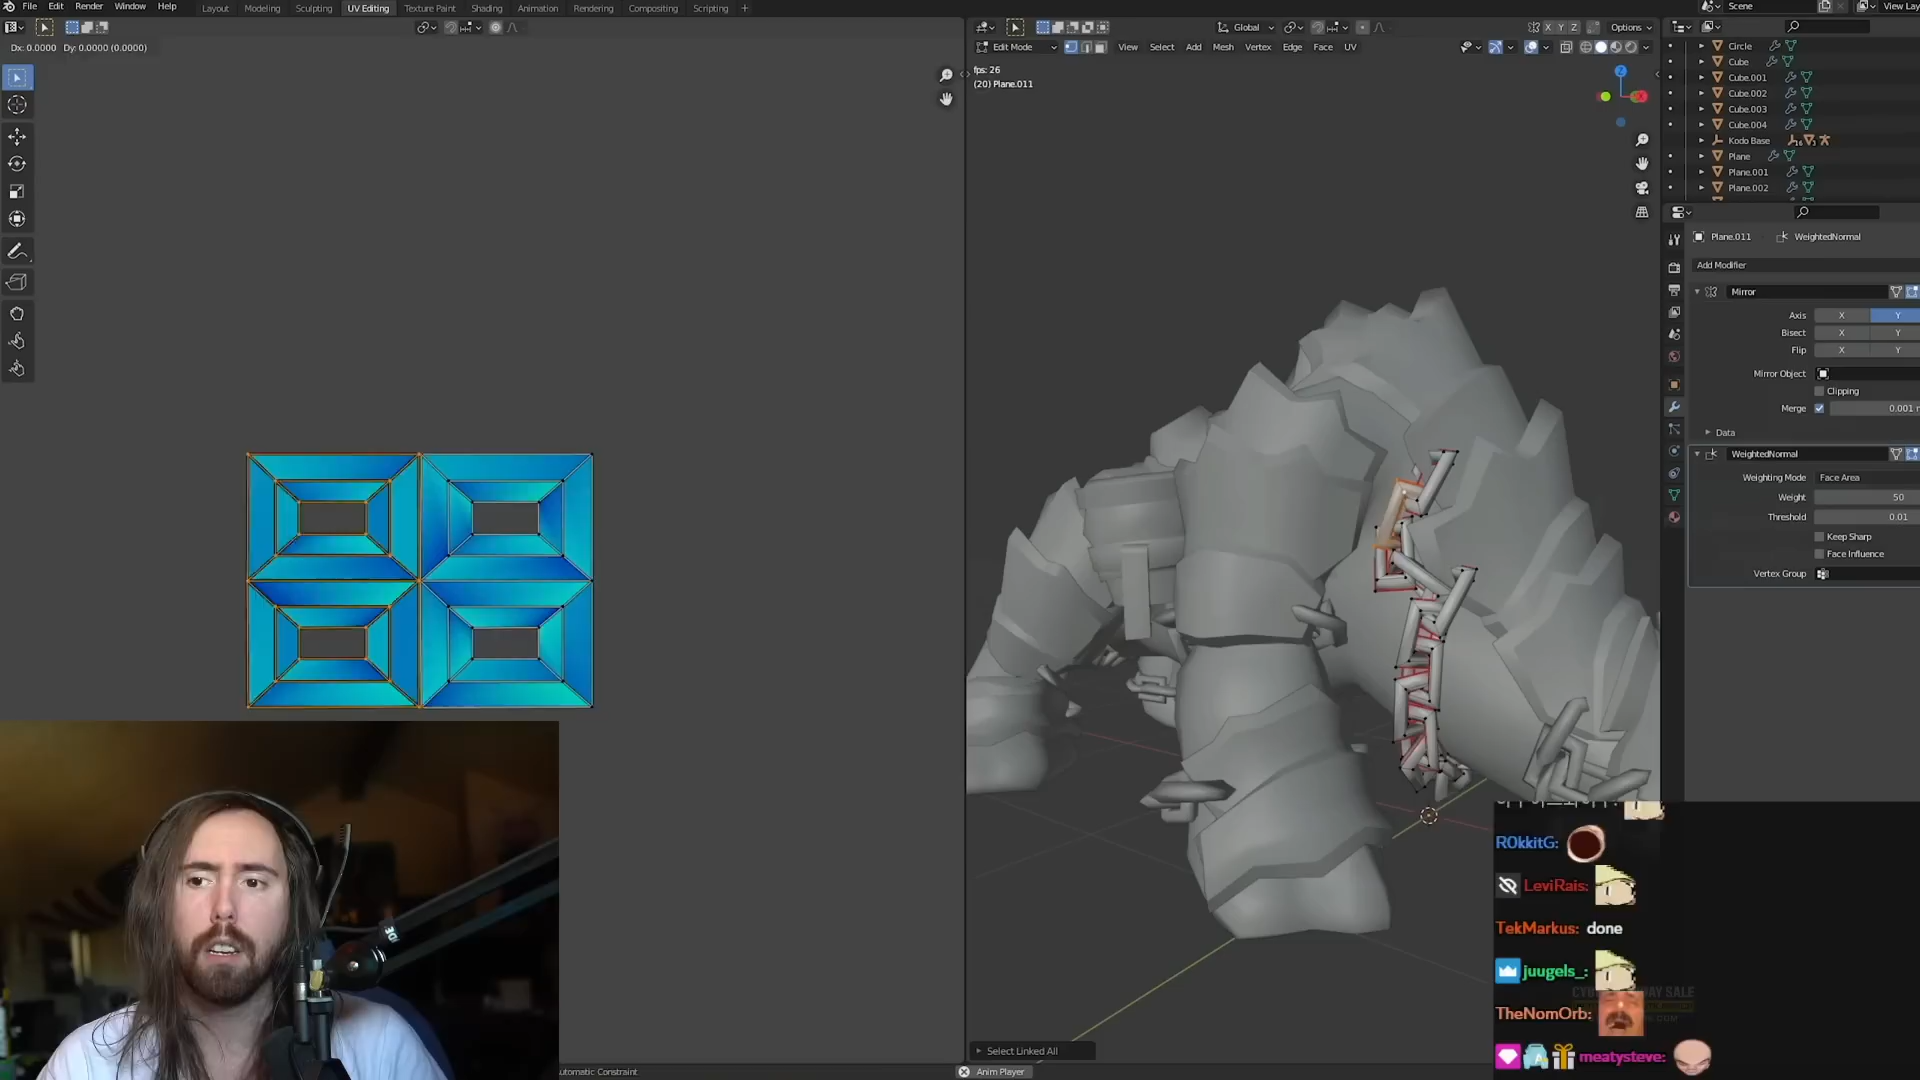 File Edit Render Window Help
Layout Modeling Sculpting UV Editing Texture Paint Shading Animation Rendering Compositing Scripting +
Scene
View Lay
Dx: 0.0000 Dy: 0.0000 (0.0000)
Global
X Y Z
Options
Edit Mode View Select Add Mesh Vertex Edge Face UV
fps: 26
(20) Plane.011
Z
Circle
Cube
Cube.001
Cube.002
Cube.003
Cube.004
Kodo Base
16
3
Plane
Plane.001
Plane.002
Plane.011 WeightedNormal
Add Modifier
Mirror
Axis X Y
Bisect X Y
Flip X Y
Mirror Object
Clipping
Merge 0.001
Data
WeightedNormal
Weighting Mode Face Area
Weight 50
Threshold 0.01
Keep Sharp
Face Influence
Vertex Group
Select Linked All
utomatic Constraint
Anim Player
R0kkitG:
LeviRais:
TekMarkus: done
juugels_:
TheNomOrb:
meatysteve: